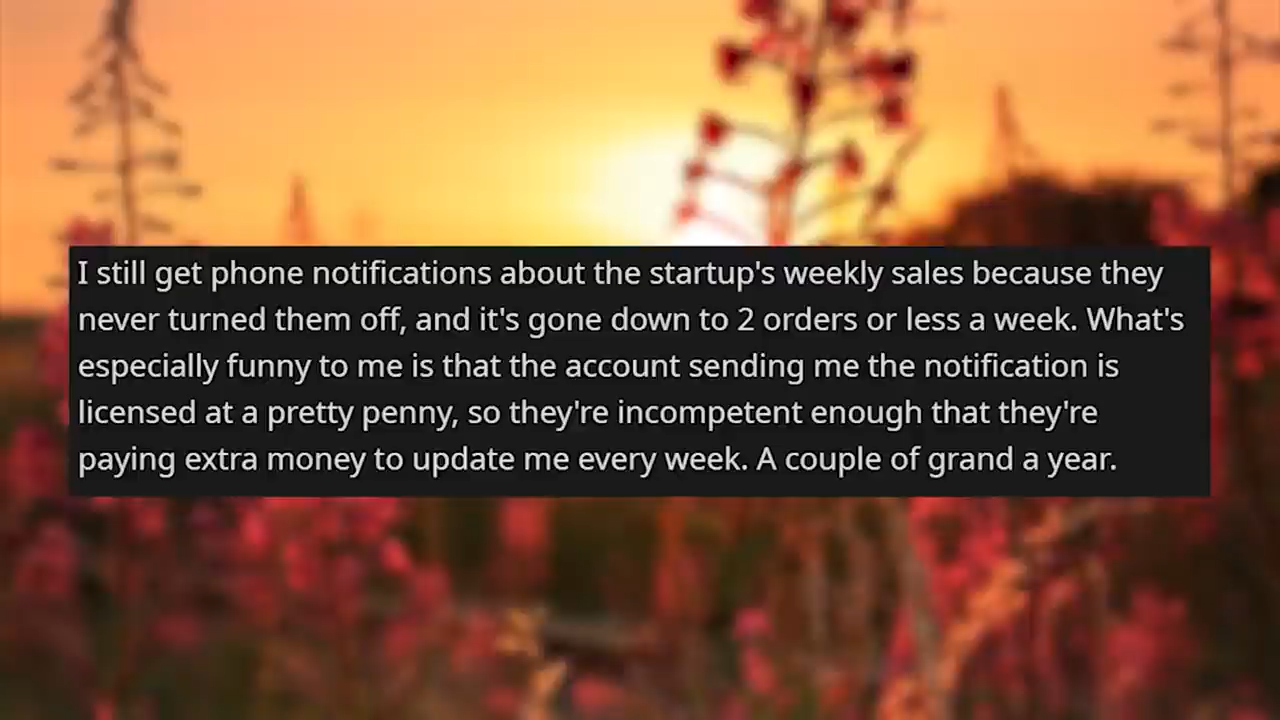 I still get phone notifications about the startup's weekly sales because they
never turned them off, and it's gone down to 2 orders or less a week. What's
especially funny to me is that the account sending me the notification is
licensed at a pretty penny, so they're incompetent enough that they're
paying extra money to update me every week. A couple of grand a year.